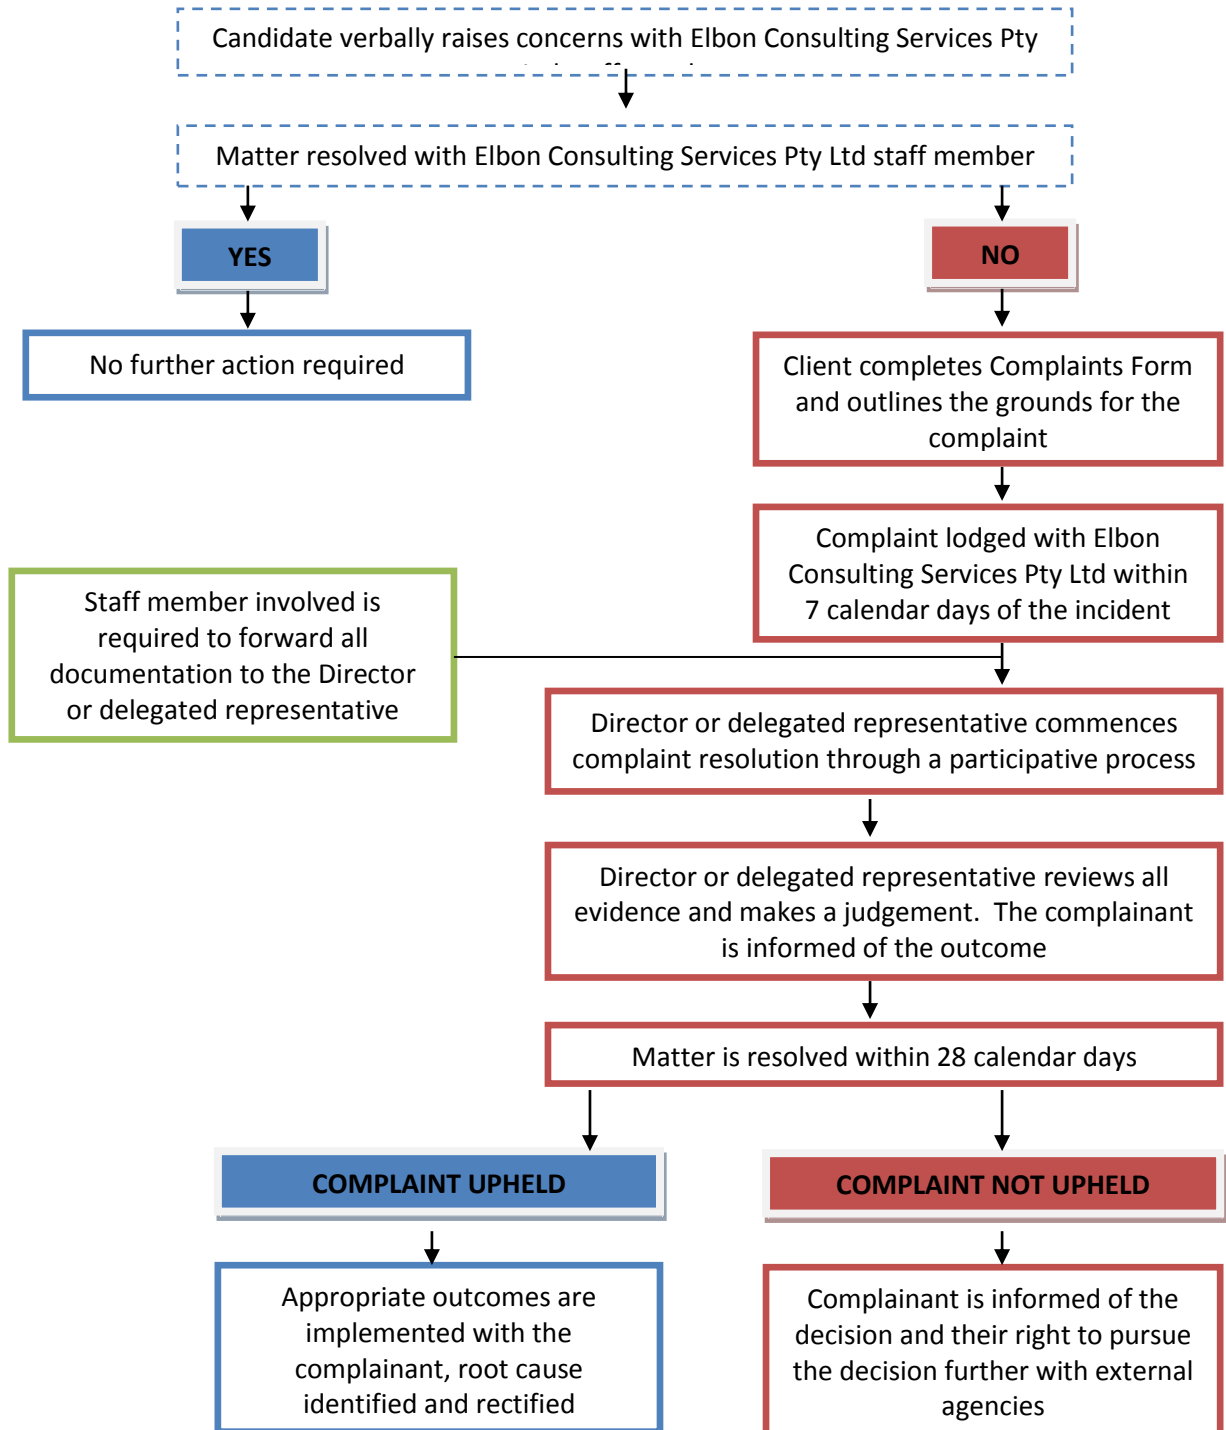 Candidate verbally raises concerns with Elbon Consulting Services Pty
Matter resolved with Elbon Consulting Services Pty Ltd staff member
YES
NO
No further action required
Client completes Complaints Form
and outlines the grounds for the
complaint
Complaint lodged with Elbon
Consulting Services Pty Ltd within
7 calendar days of the incident
Staff member involved is
required to forward all
documentation to the Director
or delegated representative
Director or delegated representative commences
complaint resolution through a participative process
Director or delegated representative reviews all
evidence and makes a judgement.  The complainant
is informed of the outcome
Matter is resolved within 28 calendar days
COMPLAINT UPHELD
COMPLAINT NOT UPHELD
Appropriate outcomes are
implemented with the
complainant, root cause
identified and rectified
Complainant is informed of the
decision and their right to pursue
the decision further with external
agencies